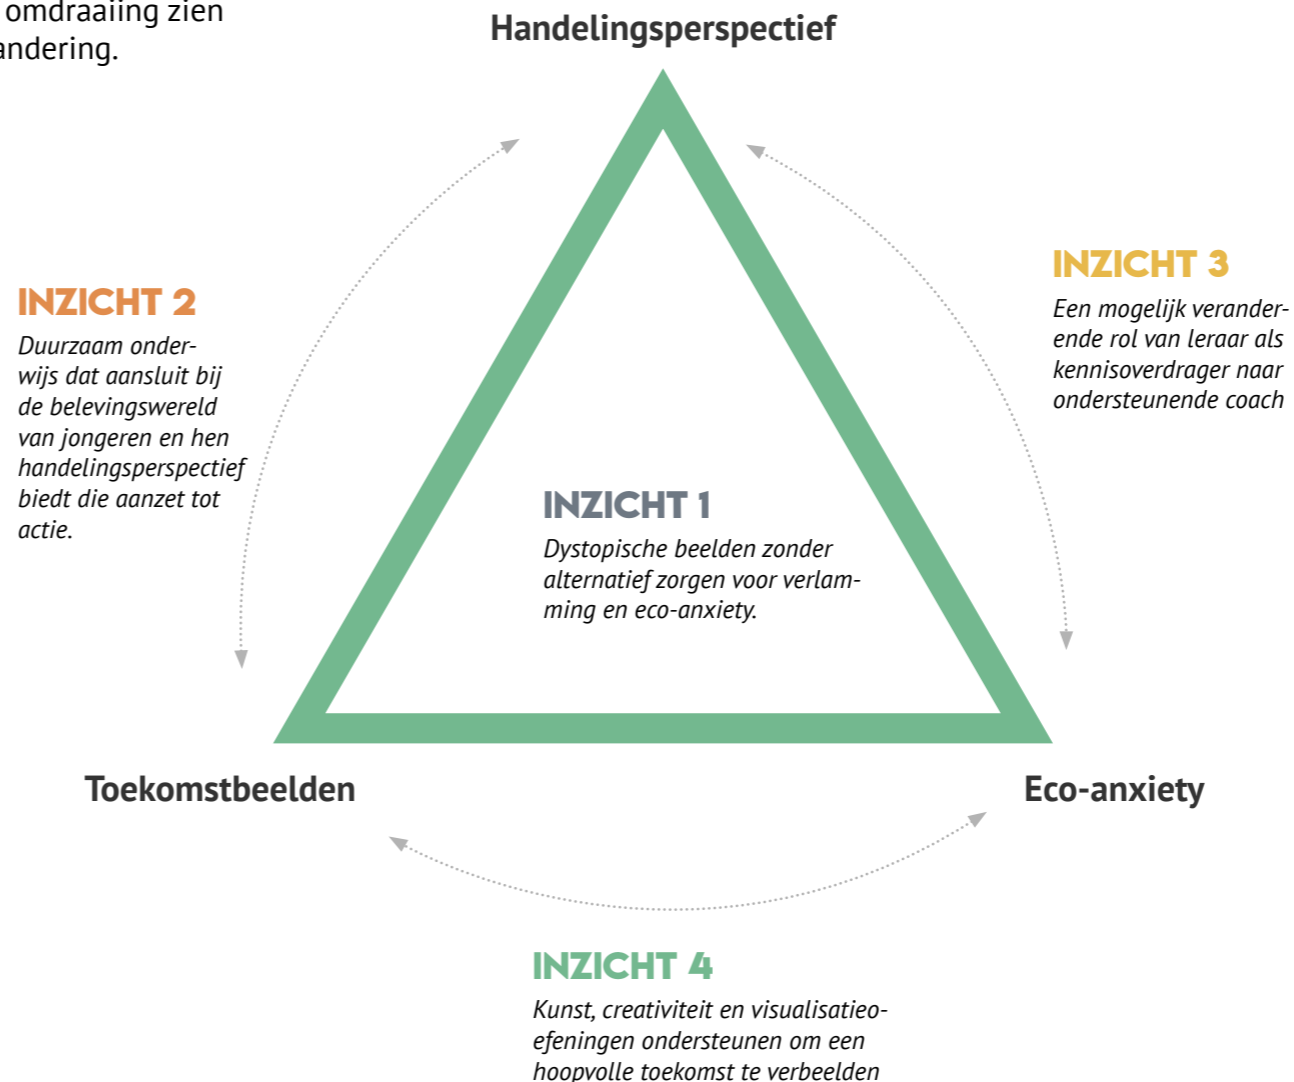 omdraaiing zien
andering.
Handelingsperspectief
INZICHT 2
Duurzaam onder-
wijs dat aansluit bij
de belevingswereld
van jongeren en hen
handelingsperspectief
biedt die aanzet tot
actie.
INZICHT 3
Een mogelijk verander-
ende rol van leraar als
kennisoverdrager naar
ondersteunende coach
INZICHT 1
Dystopische beelden zonder
alternatief zorgen voor verlam-
ming en eco-anxiety.
Toekomstbeelden
Eco-anxiety
INZICHT 4
Kunst, creativiteit en visualisatieo-
efeningen ondersteunen om een
hoopvolle toekomst te verbeelden